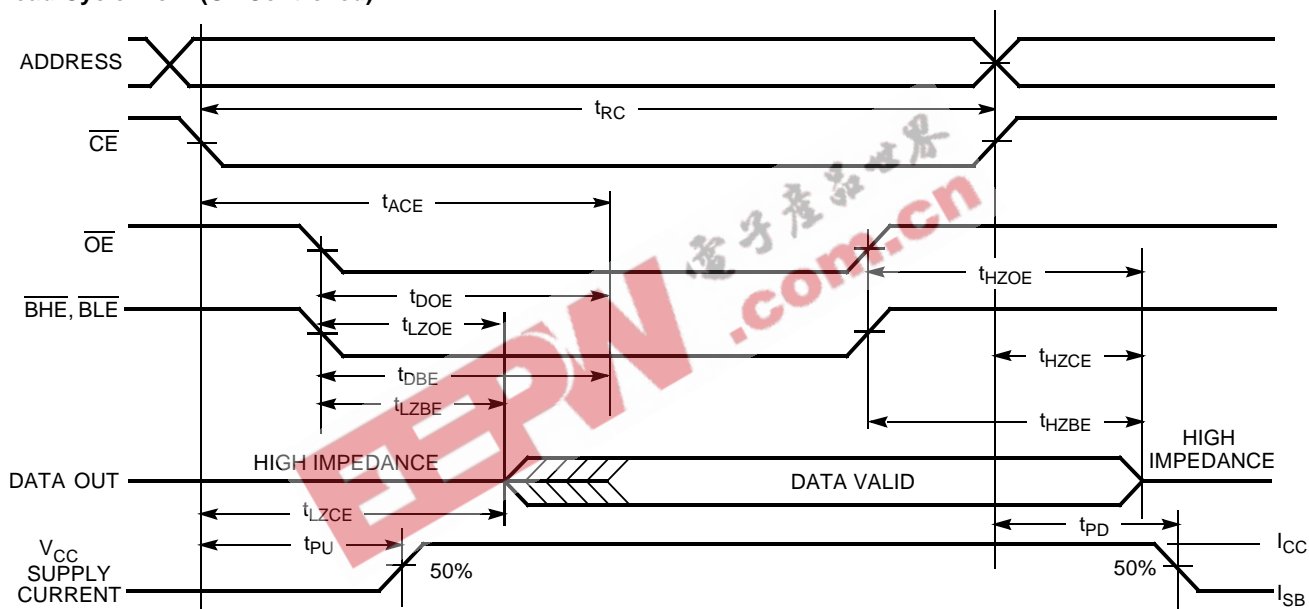 ADDRESS
tRC
CE
tACE
OE
tHZOE
tDOE
BHE, BLE
tLZOE
tHZCE
tDBE
tLZBE
tHZBE
HIGH IMPEDANCE
HIGH
IMPEDANCE
DATA OUT
DATA VALID
tLZCE
tPD
VCC
SUPPLY
CURRENT
tPU
50%
50%
ICC
ISB
EEPW
.com.cn
電子產品世界